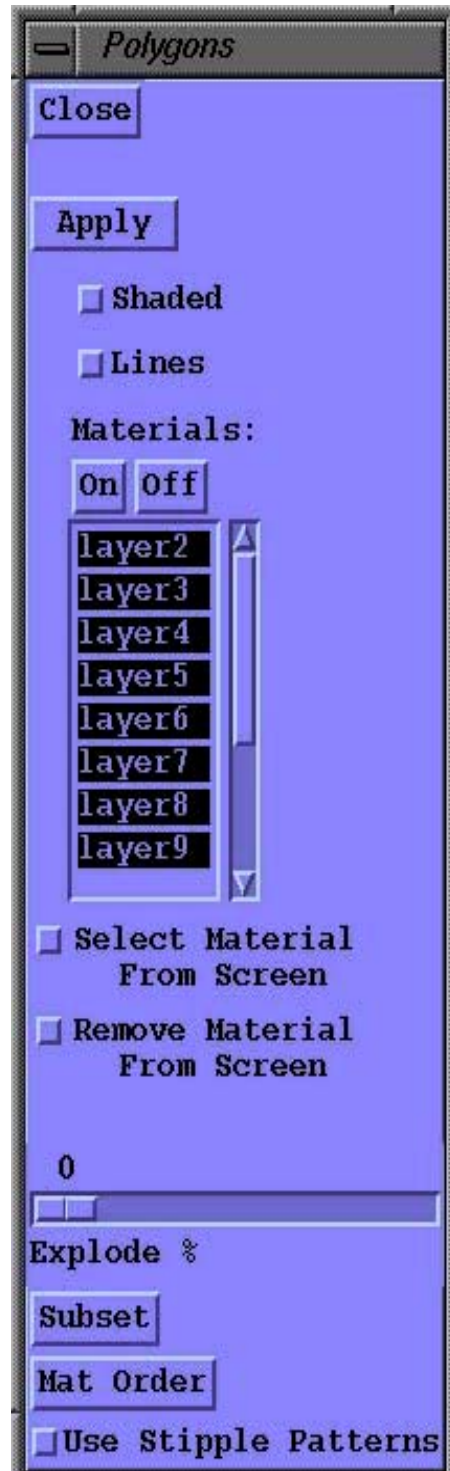 Polygons
Close
Apply
Shaded
Lines
Materials:
On Off
layer2
layer3
layer4
layer5
layer6
layer7
layer8
layer9
Select Material
From Screen
Remove Material
From Screen
0
Explode %
Subset
Mat Order
Use Stipple Patterns